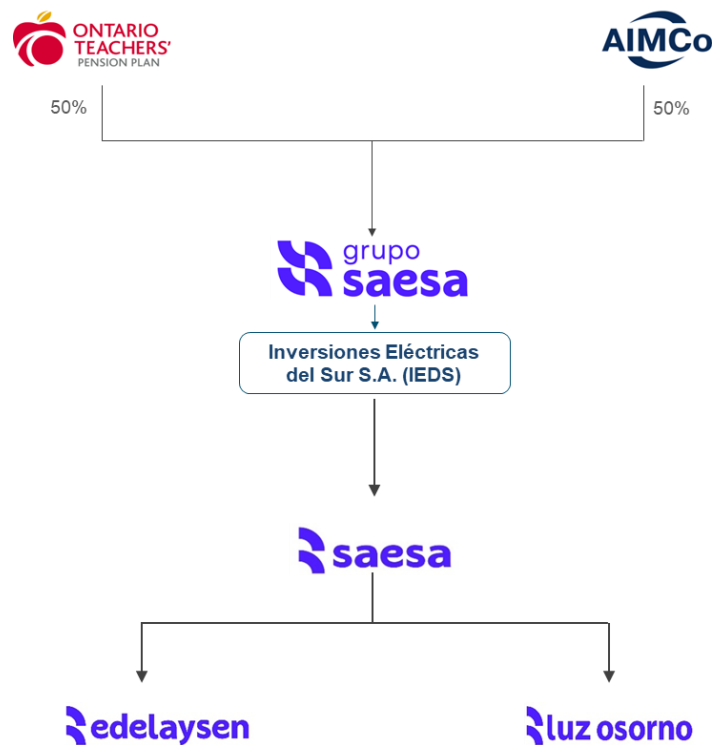 ONTARIO
TEACHERS'
PENSION PLAN
AIMCo
50%
50%
grupo
saesa
Inversiones Eléctricas
del Sur S.A. (IEDS)
saesa
edelaysen
luz osorno